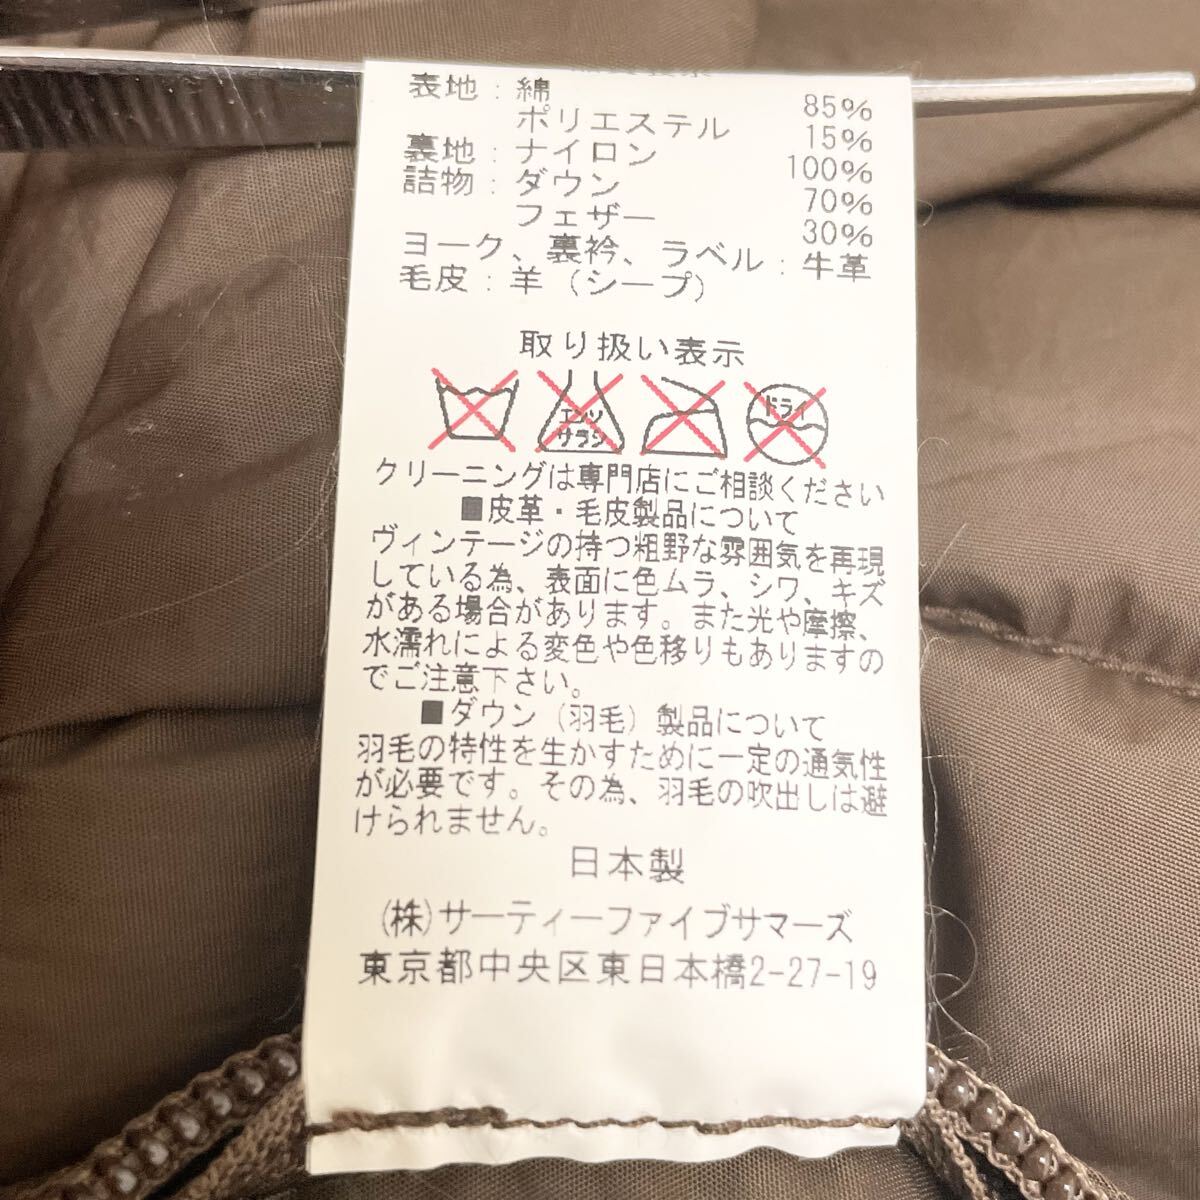 表地：綿 85%
ポリエステル 15%
裏地：ナイロン 100%
詰物：ダウン 70%
フェザー 30%
ヨーク、裏衿、ラベル：牛革
毛皮：羊（シープ）
取り扱い表示
エンソ
サラシ
ドライ
クリーニングは専門店にご相談ください
■皮革・毛皮製品について
ヴィンテージの持つ粗野な雰囲気を再現
している為、表面に色ムラ、シワ、キズ
がある場合があります。また光や摩擦、
水濡れによる変色や色移りもありますの
でご注意下さい。
■ダウン（羽毛）製品について
羽毛の特性を生かすために一定の通気性
が必要です。その為、羽毛の吹出しは避
けられません。
日本製
(株)サーティーファイブサマーズ
東京都中央区東日本橋2-27-19